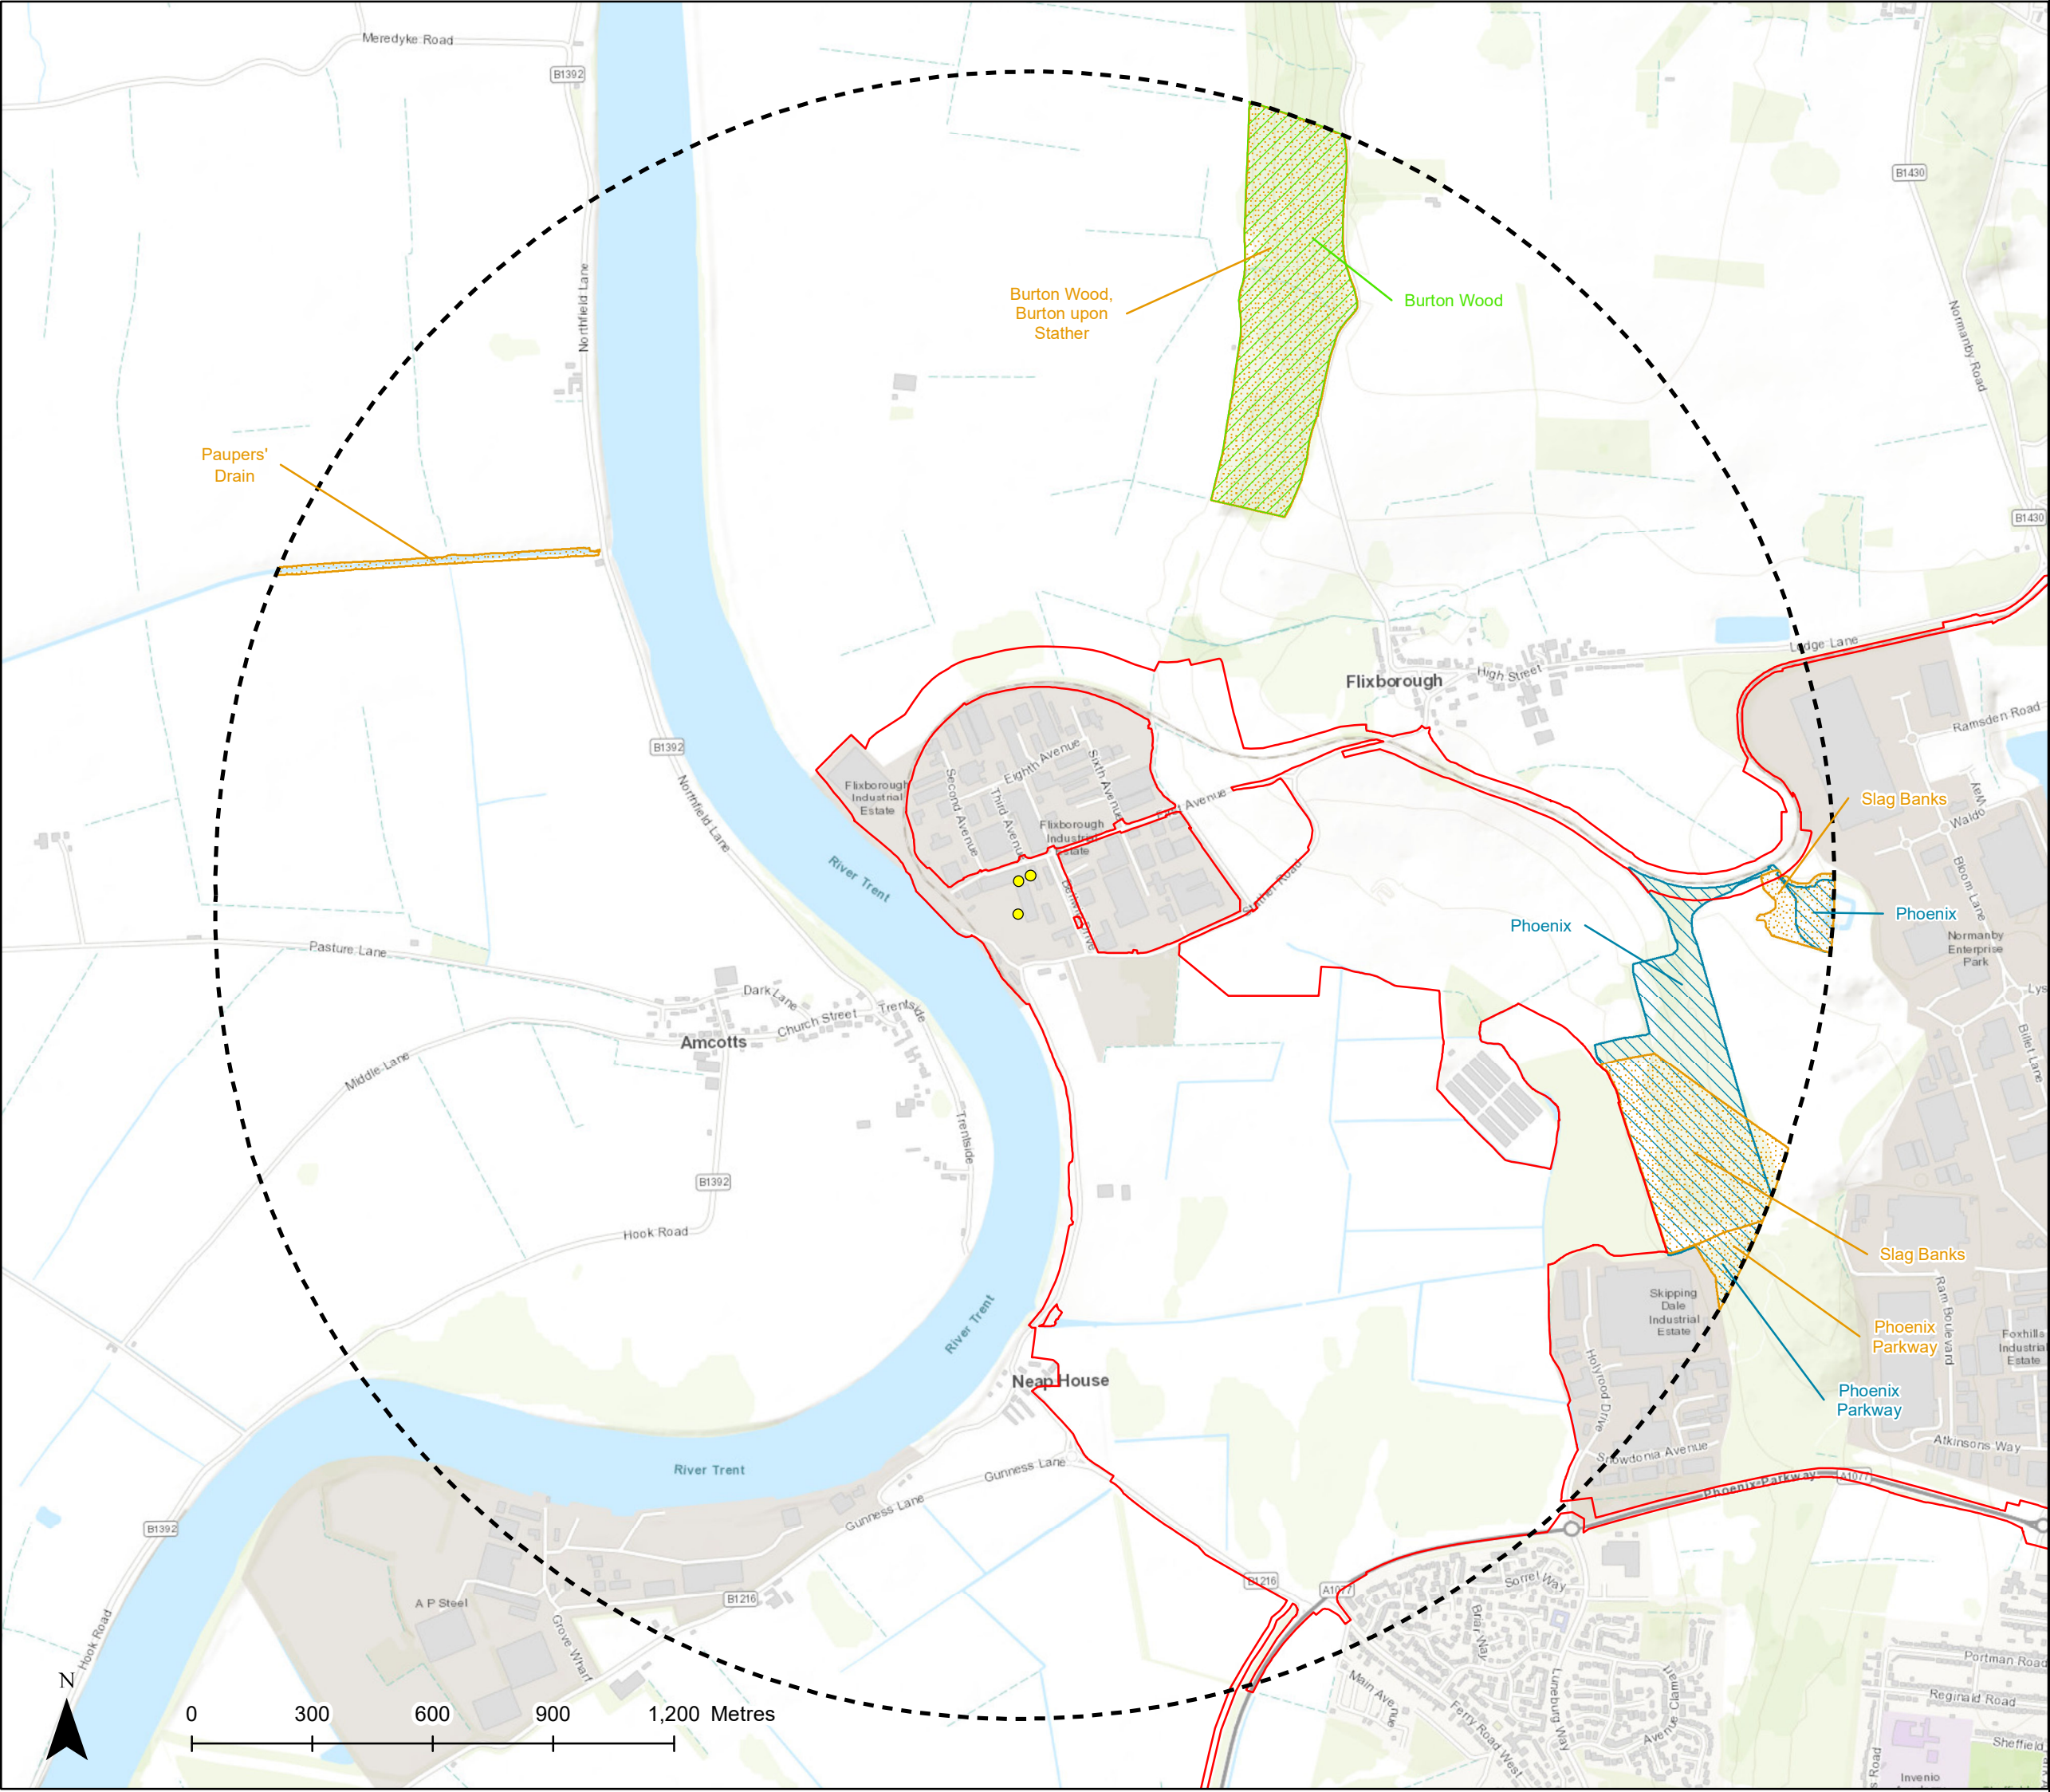 Meredyke Road
B1392
Northfield Lane
B1430
Normanby Road
Burton Wood,
Burton upon
Stather
Burton Wood
Paupers'
Drain
B1430
Lodge Lane
Flixborough
High Street
Ramsden Road
B1392
Northfield Lane
Flixborough
Industrial
Estate
Second Avenue
Eighth Avenue
Third Avenue
Sixth Avenue
Flixborough
Industrial
Estate
First Avenue
Stather Road
River Trent
Slag Banks
Waldo
Way
Bloom Lane
Phoenix
Phoenix
Normanby
Enterprise
Park
Lys
Billet Lane
Pasture Lane
Dark Lane
Church Street
Trentside
Amcotts
Middle Lane
Trentside
B1392
Hook Road
River Trent
Slag Banks
Skipping
Dale
Industrial
Estate
Phoenix
Parkway
Ram Boulevard
Foxhills
Industrial
Estate
Neap House
Holyrood Drive
Phoenix
Parkway
Snowdonia Avenue
Atkinsons Way
River Trent
Gunness Lane
Gunness Lane
Phoenix Parkway
A1077
B1392
A P Steel
Grove Wharf
B1216
B1216
A1077
Sorrel Way
Briar Way
Hook Road
Main Avenue
Ferry Road West
Luneburg Way
Avenue Clamart
Portman Road
Reginald Road
Sheffield
s Road
Invenio
N
0 300 600 900 1,200 Metres